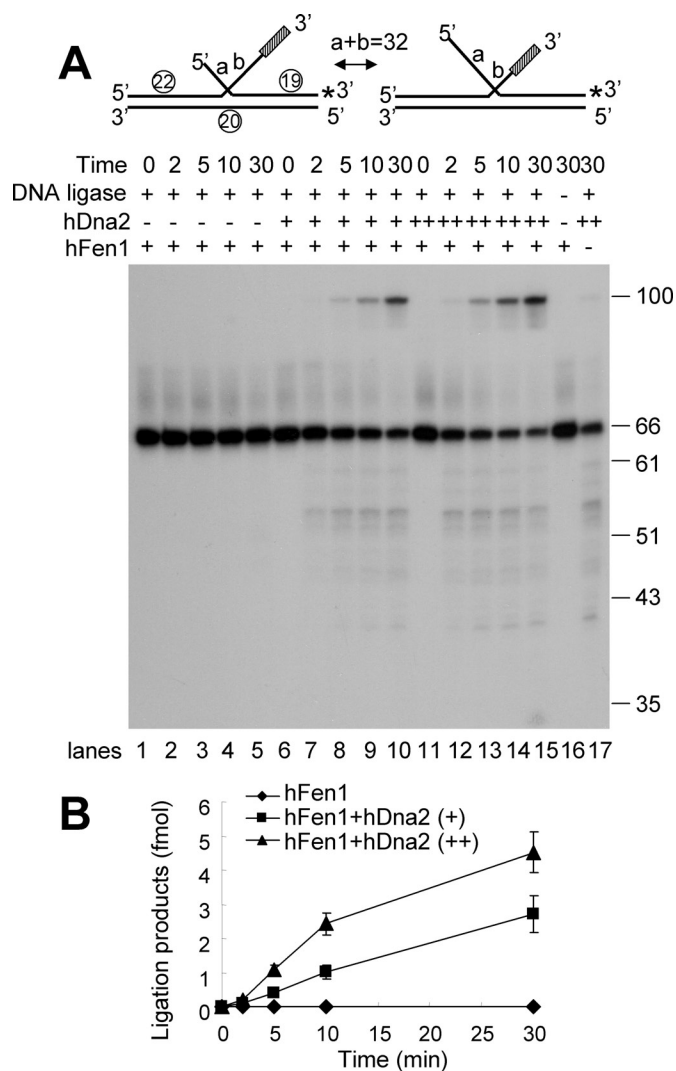 A
3' 3'
a b a+b=32 a b
5' 22 19 *3' 5' *3'
3' 20 5' 3' 5'
Time 0 2 5 10 30 0 2 5 10 30 0 2 5 10 30 30 30
DNA ligase + + + + + + + + + + + + + + + - +
hDna2 - - - - - + + + + + ++ ++ ++ ++ ++ - ++
hFen1 + + + + + + + + + + + + + + + + -
100
66
61
51
43
35
lanes 1 2 3 4 5 6 7 8 9 10 11 12 13 14 15 16 17
B
hFen1
hFen1+hDna2 (+)
hFen1+hDna2 (++)
Ligation products (fmol)
6
5
4
3
2
1
0
0 5 10 15 20 25 30
Time (min)
5' 5'